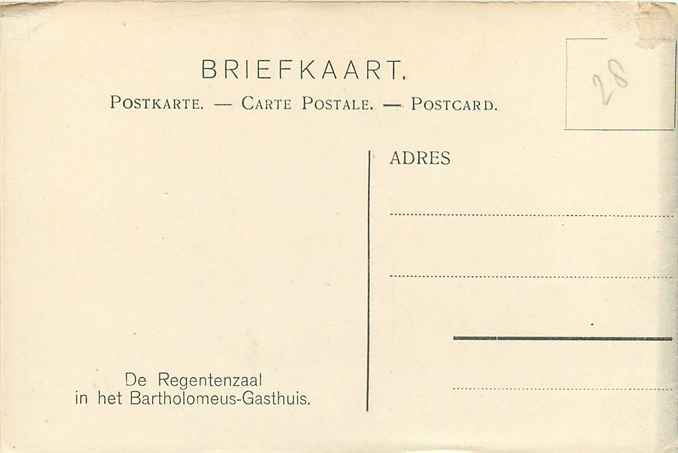 BRIEFKAART.
POSTKARTE. — CARTE POSTALE. — POSTCARD.
28
ADRES
De Regentenzaal
in het Bartholomeus-Gasthuis.